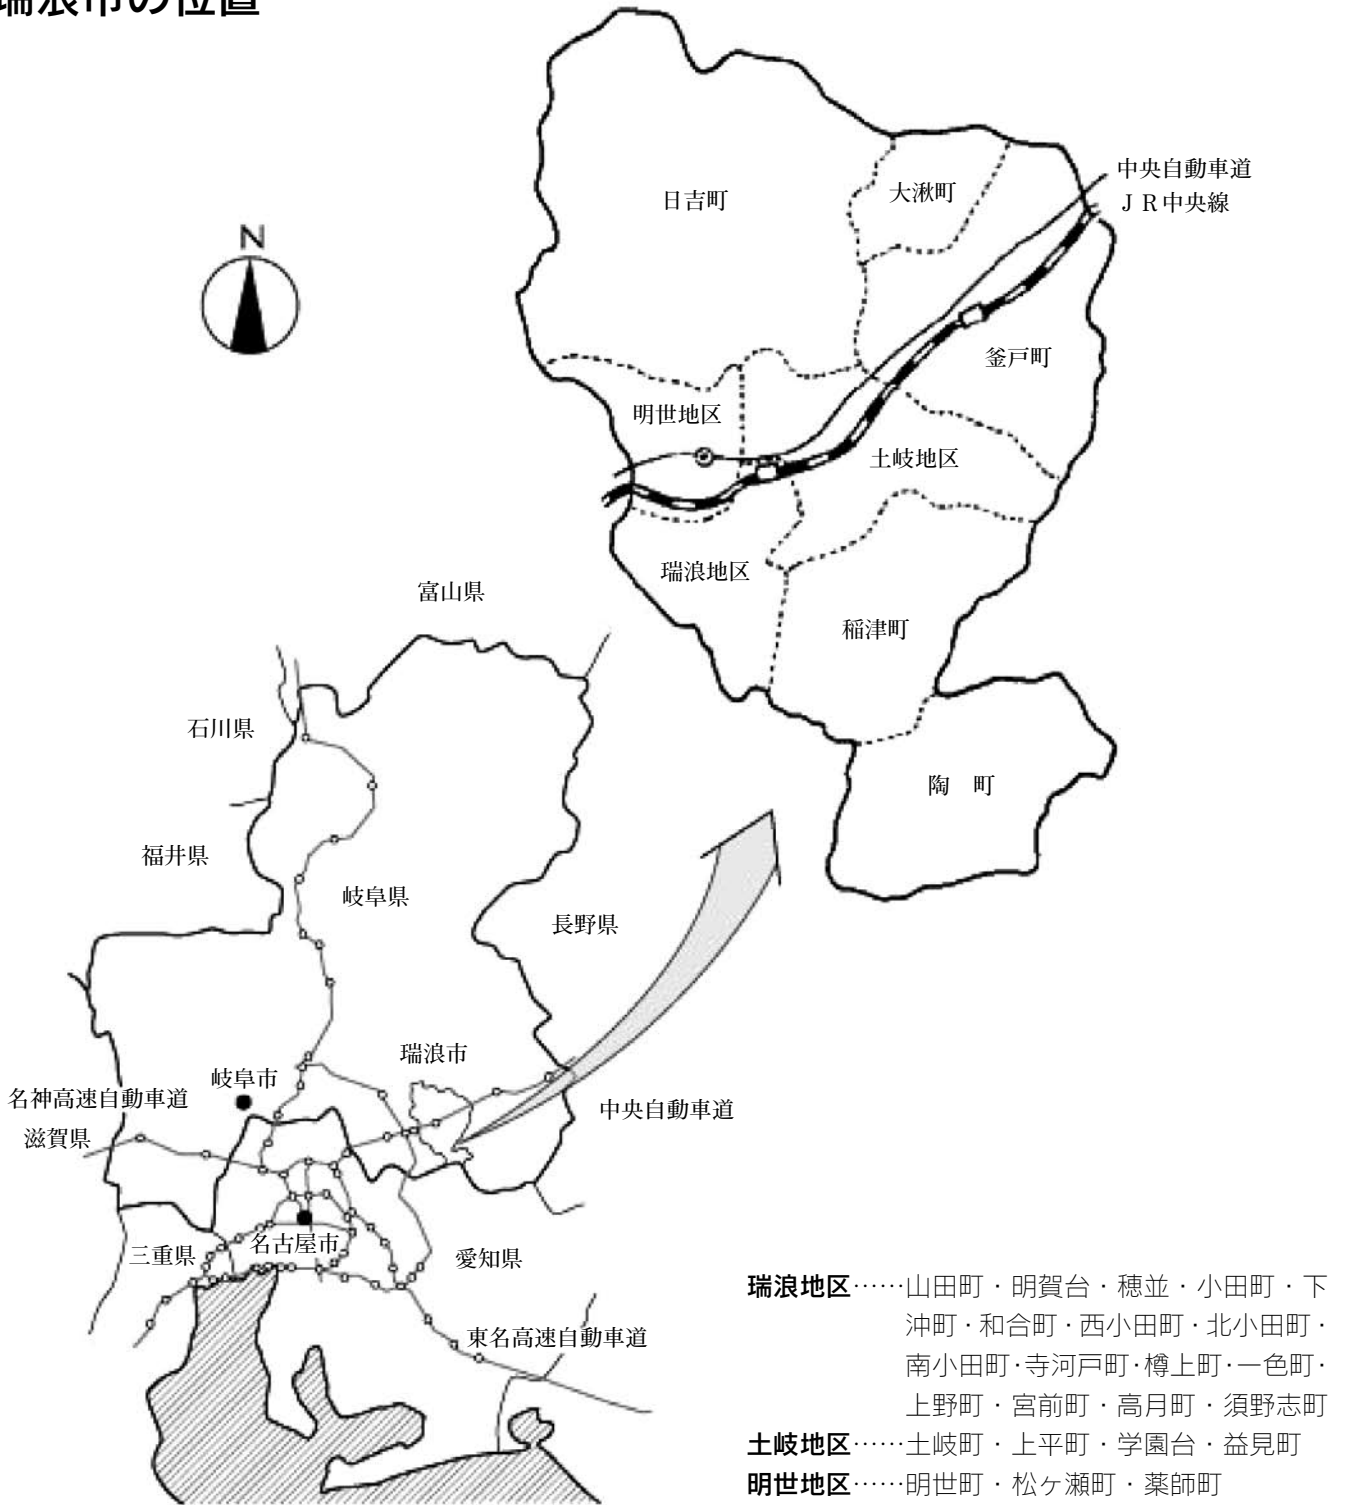 瑞浪市の位置
中央自動車道
ＪＲ中央線
日吉町
大湫町
N
釜戸町
明世地区
土岐地区
瑞浪地区
稲津町
陶　町
富山県
石川県
福井県
岐阜県
長野県
瑞浪市
岐阜市
名神高速自動車道
滋賀県
中央自動車道
三重県
名古屋市
愛知県
東名高速自動車道
瑞浪地区……山田町・明賀台・穂並・小田町・下
沖町・和合町・西小田町・北小田町・
南小田町・寺河戸町・樽上町・一色町・
上野町・宮前町・高月町・須野志町
土岐地区……土岐町・上平町・学園台・益見町
明世地区……明世町・松ヶ瀬町・薬師町